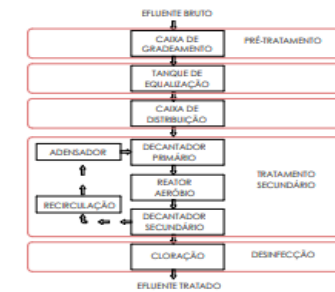 EFLUENTE BRUTO
CAIXA DE
GRADEAMENTO
PRÉ-TRATAMENTO
TANQUE DE
EQUALIZAÇÃO
CAIXA DE
DISTRIBUIÇÃO
ADENSADOR
DECANTADOR
PRIMÁRIO
REATOR
AERÓBIO
TRATAMENTO
SECUNDÁRIO
RECIRCULAÇÃO
DECANTADOR
SECUNDÁRIO
CLORAÇÃO
DESINFECÇÃO
EFLUENTE TRATADO